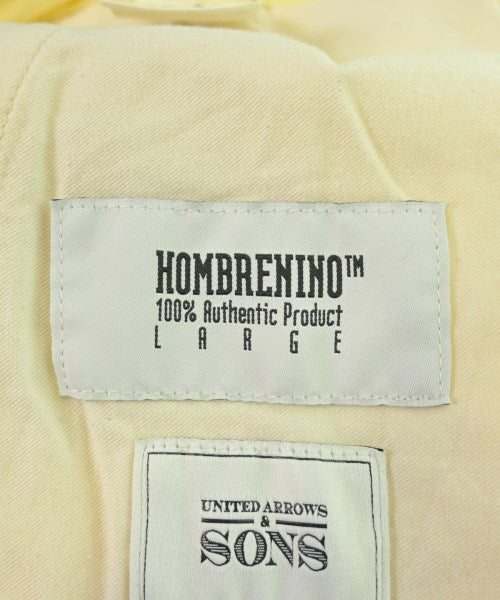 HOMBRENINO™
100% Authentic Product
LARGE
UNITED ARROWS
&
SONS